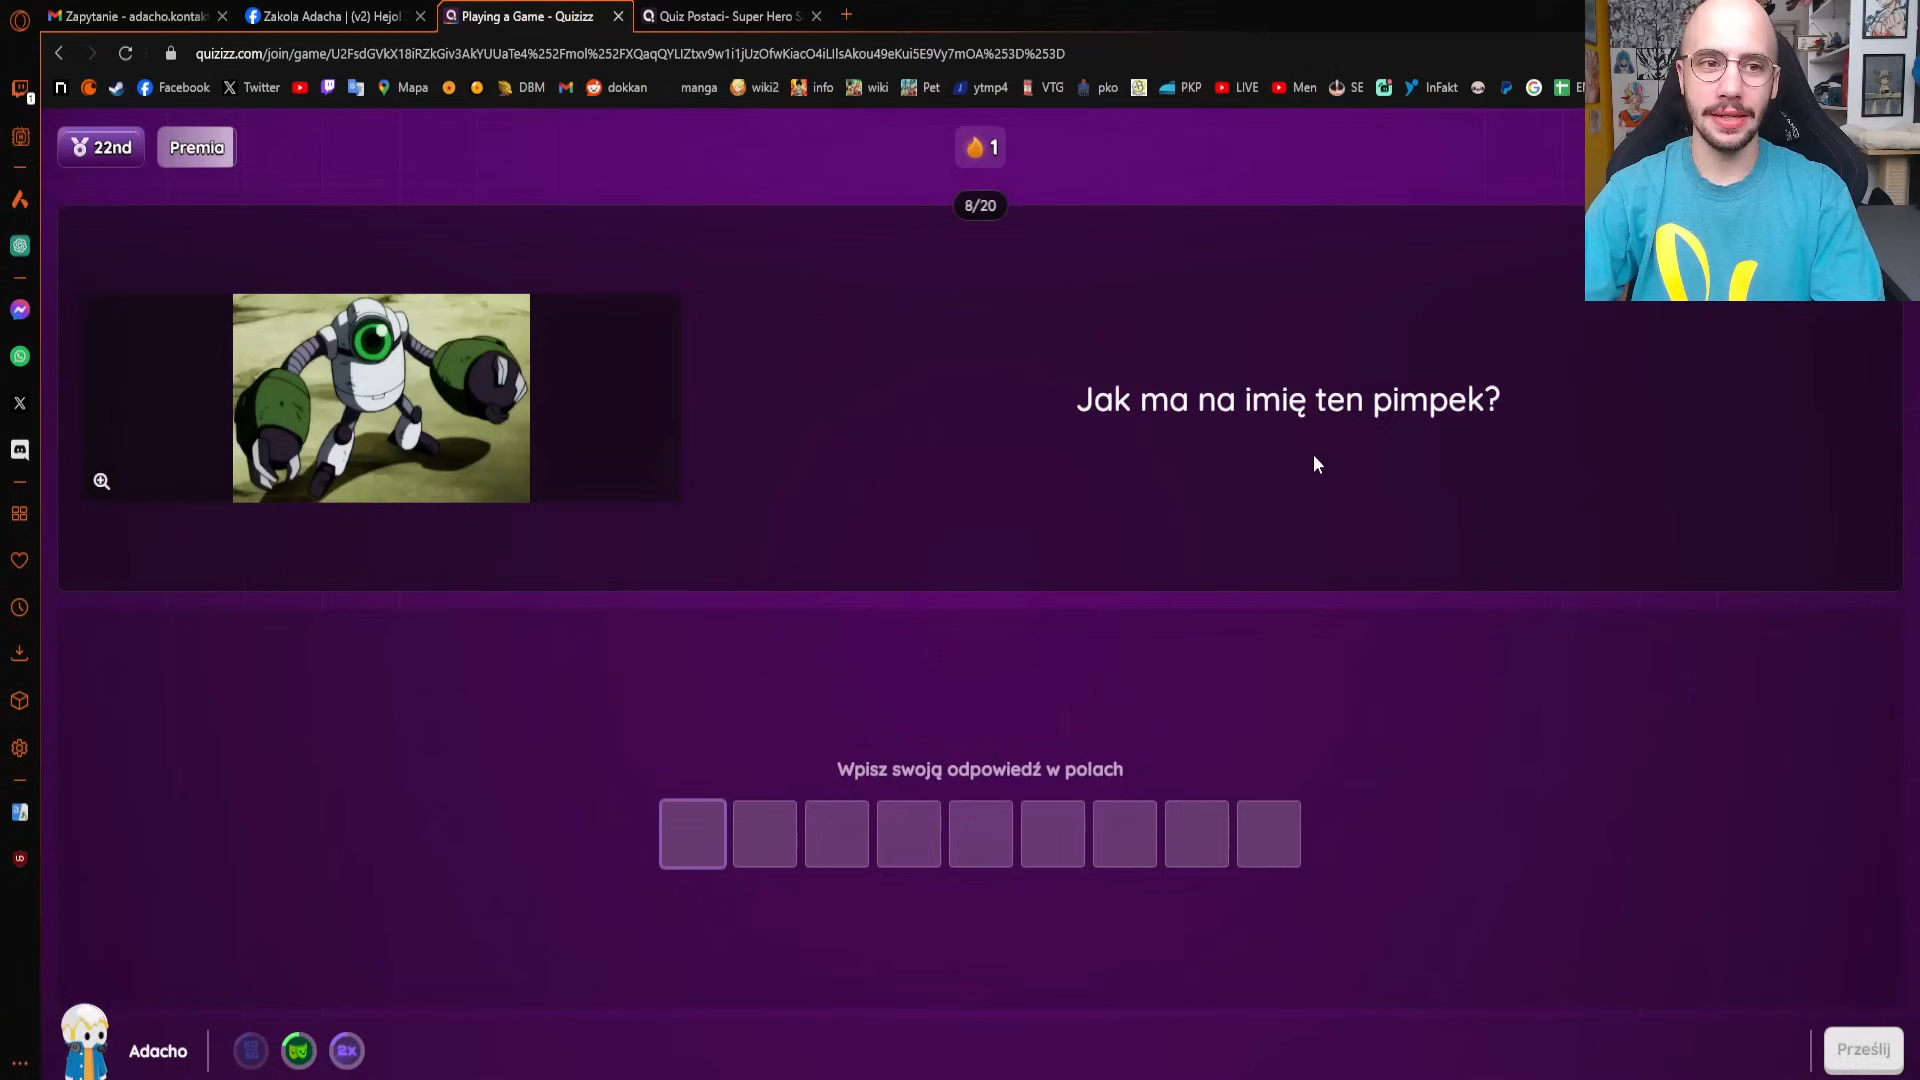 Zapytanie - adacho.kontak
Zakola Adacha | (v2) Hejo!
Playing a Game - Quizizz
Quiz Postaci- Super Hero S
quizizz.com/join/game/U2FsdGVkX18iRZkGiv3AkYUUaTe4%252Fmol%252FXQaqQYLIZtxv9w1i1jUzOfwKiacO4iLIlsAkou49eKui5E9Vy7mOA%253D%253D
Facebook
Twitter
Mapa
DBM
dokkan
manga
wiki2
info
wiki
Pet
ytmp4
VTG
pko
PKP
LIVE
Men
SE
InFakt
22nd
Premia
1
8/20
Jak ma na imię ten pimpek?
Wpisz swoją odpowiedź w polach
Adacho
2x
Prześlij